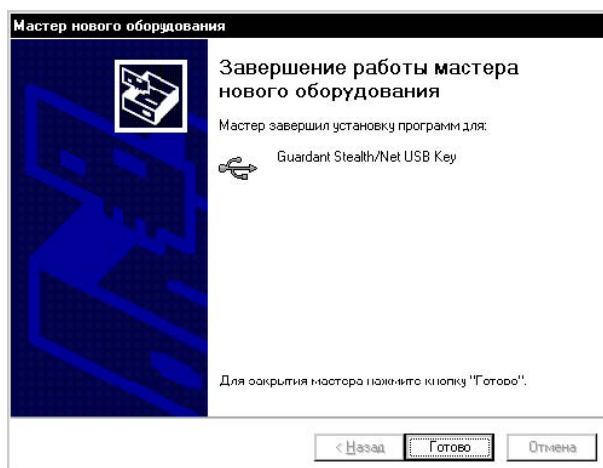 Мастер нового оборудования
Завершение работы мастера
нового оборудования
Мастер завершил установку программ для:
Guardant Stealth/Net USB Key
Для закрытия мастера нажмите кнопку "Готово".
< Назад
Готово
Отмена